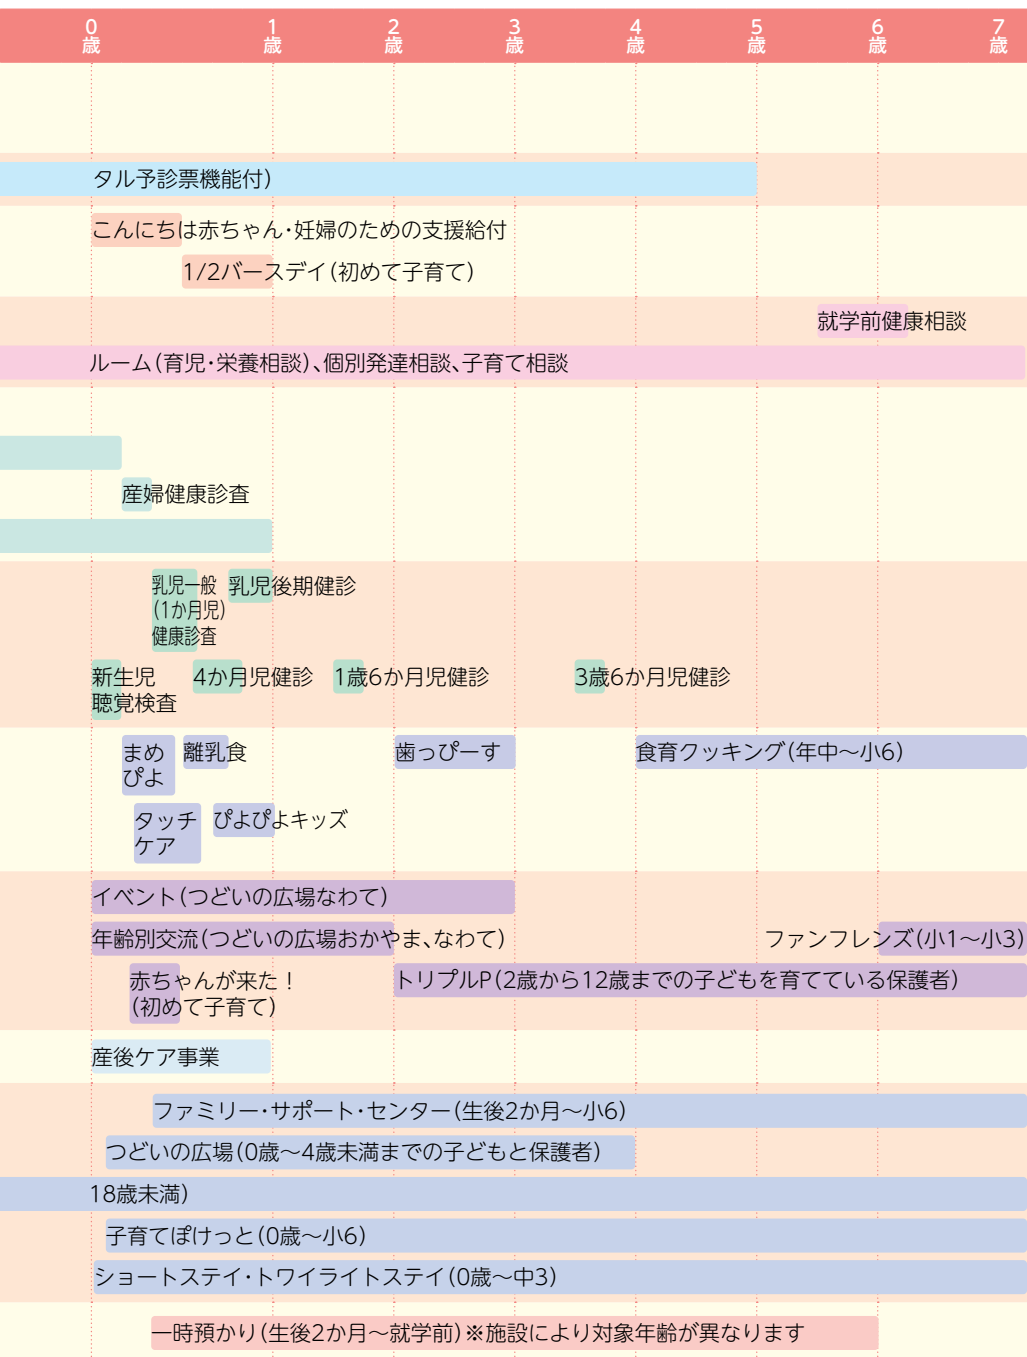 0歳 1歳 2歳 3歳 4歳 5歳 6歳 7歳
タル予診票機能付）
こんにちは赤ちゃん・妊婦のための支援給付
1/2バースデイ（初めて子育て）
就学前健康相談
ルーム（育児・栄養相談）、個別発達相談、子育て相談
産婦健康診査
乳児一般
（1か月児）
健康診査
乳児後期健診
新生児
聴覚検査
4か月児健診
1歳6か月児健診
3歳6か月児健診
まめ
ぴよ
離乳食
歯っぴーす
食育クッキング（年中～小6）
タッチ
ケア
ぴよぴよキッズ
イベント（つどいの広場なわて）
年齢別交流（つどいの広場おかやま、なわて）
ファンフレンズ（小1～小3）
赤ちゃんが来た！
（初めて子育て）
トリプルP（2歳から12歳までの子どもを育てている保護者）
産後ケア事業
ファミリー・サポート・センター（生後2か月～小6）
つどいの広場（0歳～4歳未満までの子どもと保護者）
18歳未満）
子育てぽけっと（0歳～小6）
ショートステイ・トワイライトステイ（0歳～中3）
一時預かり（生後2か月～就学前）※施設により対象年齢が異なります